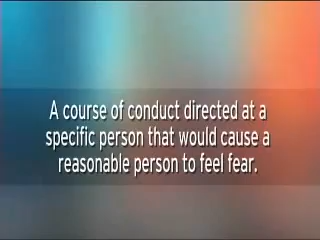 A course of conduct directed at a
specific person that would cause a
reasonable person to feel fear.